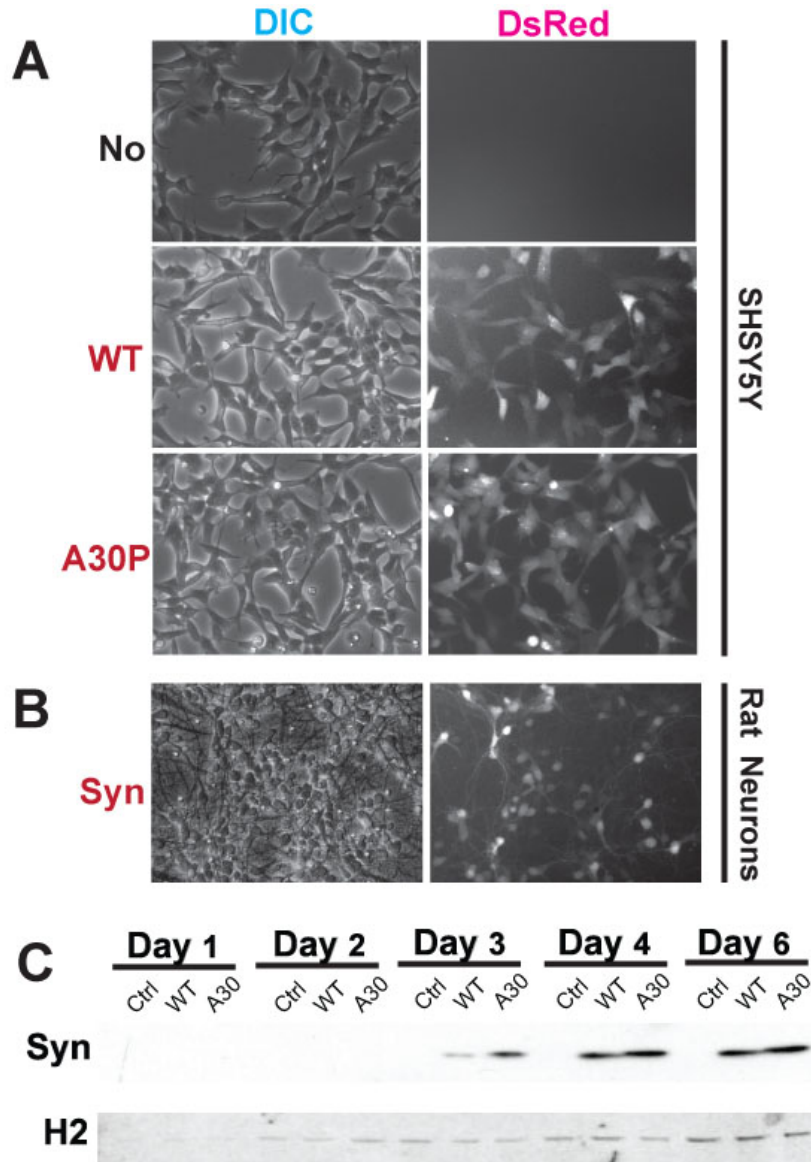 DIC DsRed
A
No
WT
A30P
SHSY5Y
B
Syn
Rat Neurons
C
Day 1 Day 2 Day 3 Day 4 Day 6
Ctrl WT A30 Ctrl WT A30 Ctrl WT A30 Ctrl WT A30 Ctrl WT A30
Syn
H2